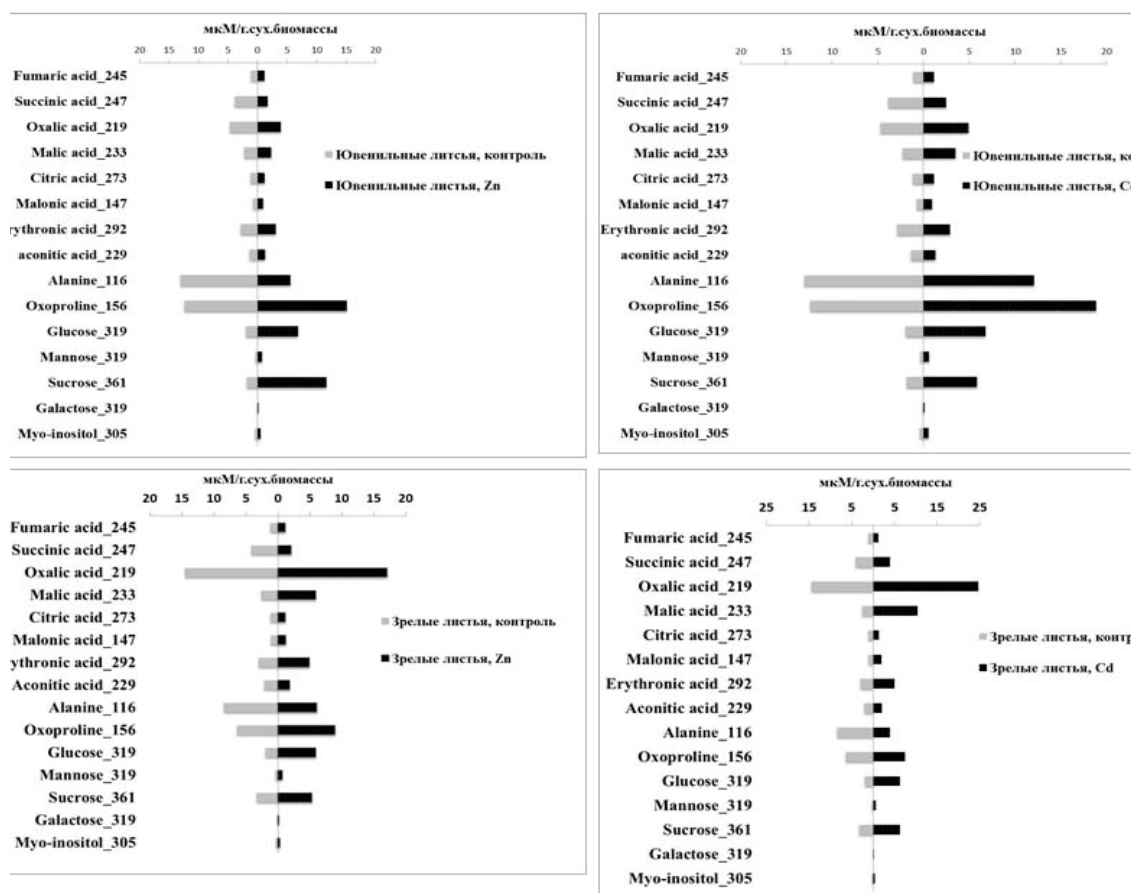 мкМ/г.сух.биомассы
20 15 10 5 0 5 10 15 20
Fumaric acid_245
Succinic acid_247
Oxalic acid_219
Malic acid_233
Citric acid_273
Malonic acid_147
rythronic acid_292
aconitic acid_229
Alanine_116
Oxoproline_156
Glucose_319
Mannose_319
Sucrose_361
Galactose_319
Myo-inositol_305
Ювенильные литсья, контроль
Ювенильные листья, Zn
мкМ/г.сух.биомассы
20 15 10 5 0 5 10 15 20
Fumaric acid_245
Succinic acid_247
Oxalic acid_219
Malic acid_233
Citric acid_273
Malonic acid_147
Erythronic acid_292
aconitic acid_229
Alanine_116
Oxoproline_156
Glucose_319
Mannose_319
Sucrose_361
Galactose_319
Myo-inositol_305
Ювенильные листья, ко
Ювенильные листья, C
мкМ/г.сух.биомассы
20 15 10 5 0 5 10 15 20
Fumaric acid_245
Succinic acid_247
Oxalic acid_219
Malic acid_233
Citric acid_273
Malonic acid_147
ythronic acid_292
Aconitic acid_229
Alanine_116
Oxoproline_156
Glucose_319
Mannose_319
Sucrose_361
Galactose_319
Myo-inositol_305
Зрелые листья, контроль
Зрелые листья, Zn
мкМ/г.сух.биомассы
25 15 5 5 15 25
Fumaric acid_245
Succinic acid_247
Oxalic acid_219
Malic acid_233
Citric acid_273
Malonic acid_147
Erythronic acid_292
Aconitic acid_229
Alanine_116
Oxoproline_156
Glucose_319
Mannose_319
Sucrose_361
Galactose_319
Myo-inositol_305
Зрелые листья, контр
Зрелые листья, Cd